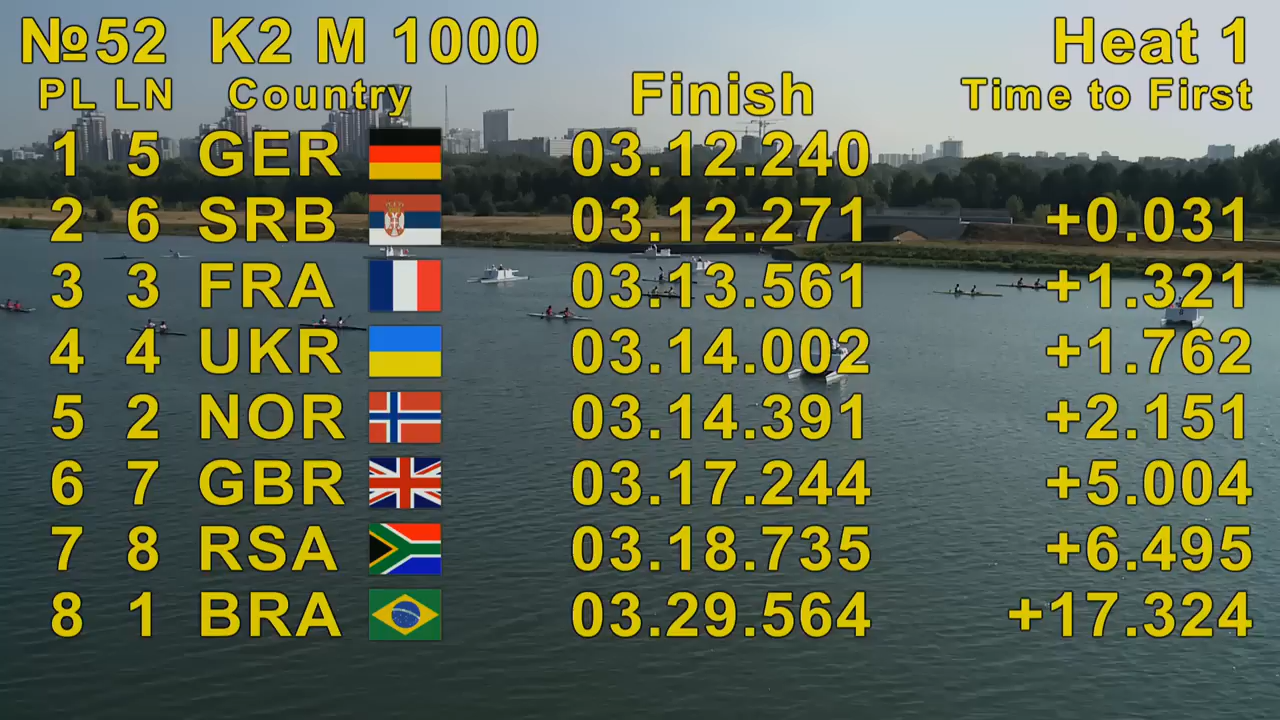 №52 K2 M 1000 Heat 1
PL LN Country Finish Time to First
1 5 GER 03.12.240
2 6 SRB 03.12.271 +0.031
3 3 FRA 03.13.561 +1.321
4 4 UKR 03.14.002 +1.762
5 2 NOR 03.14.391 +2.151
6 7 GBR 03.17.244 +5.004
7 8 RSA 03.18.735 +6.495
8 1 BRA 03.29.564 +17.324